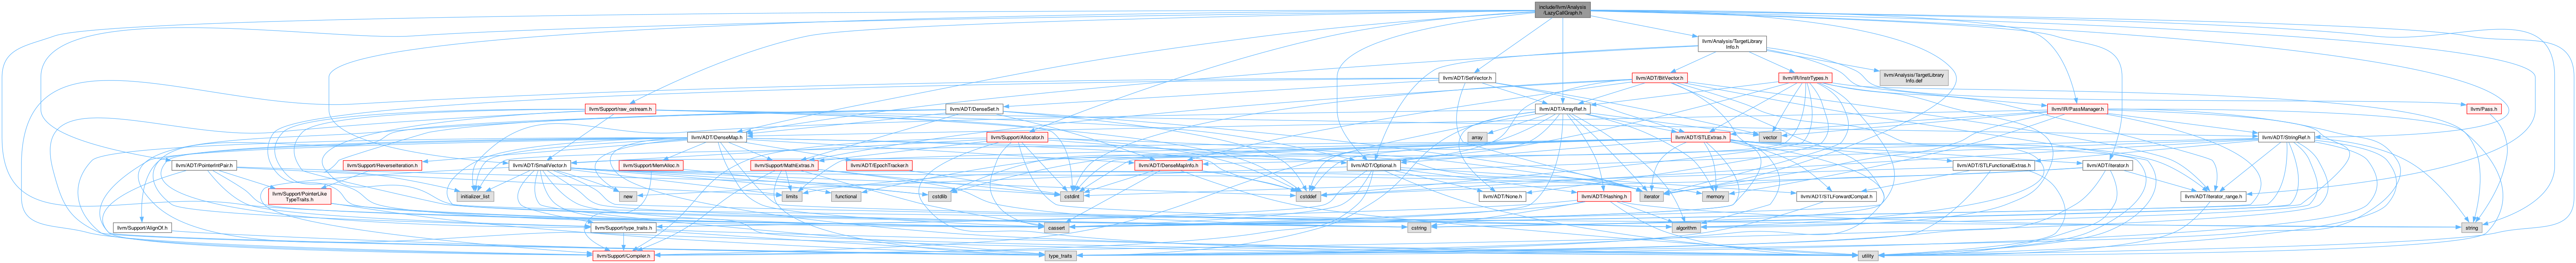 include/llvm/Analysis
/LazyCallGraph.h
llvm/Analysis/TargetLibrary
Info.h
llvm/ADT/SetVector.h
llvm/ADT/BitVector.h
llvm/IR/InstrTypes.h
llvm/Analysis/TargetLibrary
Info.def
llvm/Support/raw_ostream.h
llvm/ADT/DenseSet.h
llvm/ADT/ArrayRef.h
llvm/IR/PassManager.h
llvm/Pass.h
llvm/ADT/DenseMap.h
llvm/Support/Allocator.h
array
llvm/ADT/STLExtras.h
vector
llvm/ADT/StringRef.h
llvm/ADT/PointerIntPair.h
llvm/Support/ReverseIteration.h
llvm/ADT/SmallVector.h
llvm/Support/MemAlloc.h
llvm/Support/MathExtras.h
llvm/ADT/EpochTracker.h
llvm/ADT/DenseMapInfo.h
llvm/ADT/Optional.h
llvm/ADT/STLFunctionalExtras.h
llvm/ADT/iterator.h
llvm/Support/PointerLike
TypeTraits.h
initializer_list
new
limits
functional
cstdlib
cstdint
cstddef
llvm/ADT/None.h
llvm/ADT/Hashing.h
iterator
memory
llvm/ADT/STLForwardCompat.h
llvm/ADT/iterator_range.h
llvm/Support/AlignOf.h
llvm/Support/type_traits.h
cassert
cstring
algorithm
string
llvm/Support/Compiler.h
type_traits
utility